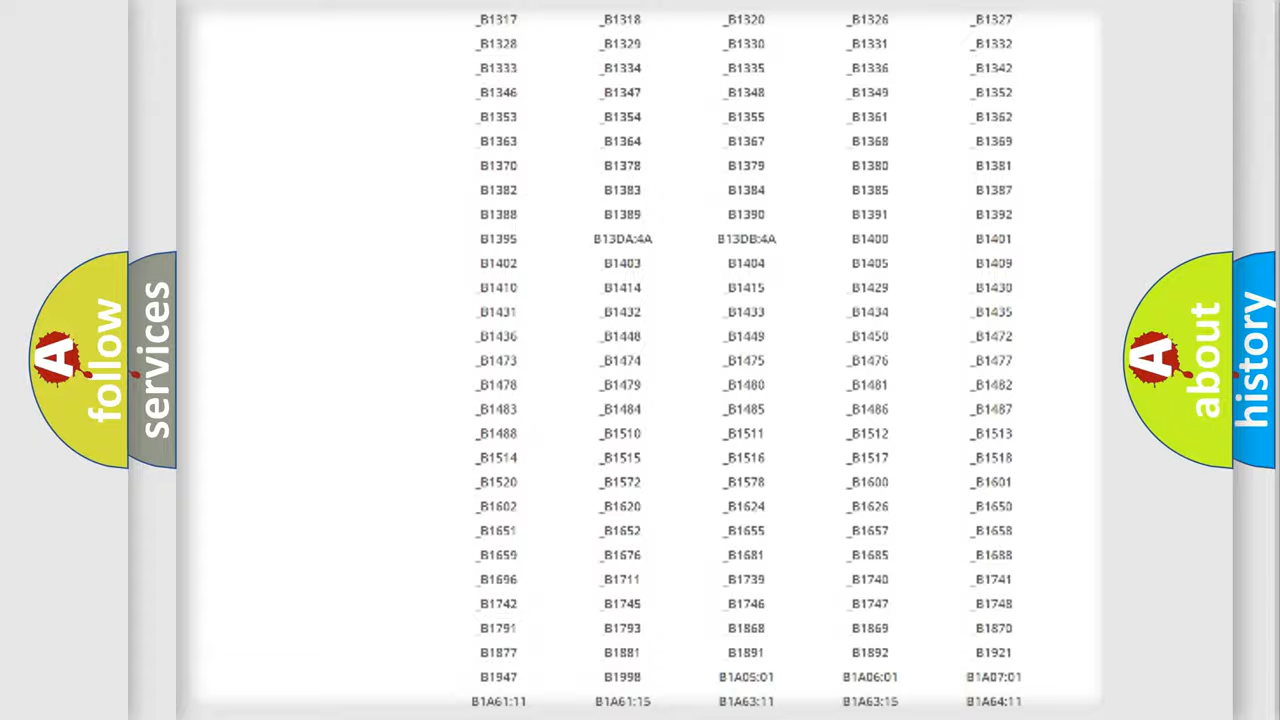 _B1317 _B1318 _B1320 _B1326 _B1327
_B1328 _B1329 _B1330 _B1331 _B1332
_B1333 _B1334 _B1335 _B1336 _B1342
_B1346 _B1347 _B1348 _B1349 _B1352
_B1353 _B1354 _B1355 _B1361 _B1362
_B1363 _B1364 _B1367 _B1368 _B1369
B1370 B1378 B1379 B1380 B1381
B1382 B1383 B1384 B1385 B1387
B1388 B1389 B1390 B1391 B1392
B1395 B13DA:4A B13DB:4A B1400 B1401
B1402 B1403 B1404 B1405 B1409
B1410 B1414 B1415 B1429 B1430
_B1431 _B1432 _B1433 _B1434 _B1435
_B1436 _B1448 _B1449 _B1450 _B1472
_B1473 _B1474 _B1475 _B1476 _B1477
_B1478 _B1479 _B1480 _B1481 _B1482
_B1483 _B1484 _B1485 _B1486 _B1487
_B1488 _B1510 _B1511 _B1512 _B1513
_B1514 _B1515 _B1516 _B1517 _B1518
_B1520 _B1572 _B1578 _B1600 _B1601
_B1602 _B1620 _B1624 _B1626 _B1650
_B1651 _B1652 _B1655 _B1657 _B1658
_B1659 _B1676 _B1681 _B1685 _B1688
_B1696 _B1711 _B1739 _B1740 _B1741
_B1742 _B1745 _B1746 _B1747 _B1748
B1791 B1793 B1868 B1869 B1870
B1877 B1881 B1891 B1892 B1921
B1947 B1998 B1A05:01 B1A06:01 B1A07:01
B1A61:11 B1A61:15 B1A63:11 B1A63:15 B1A64:11
A
follow
services
A
about
history